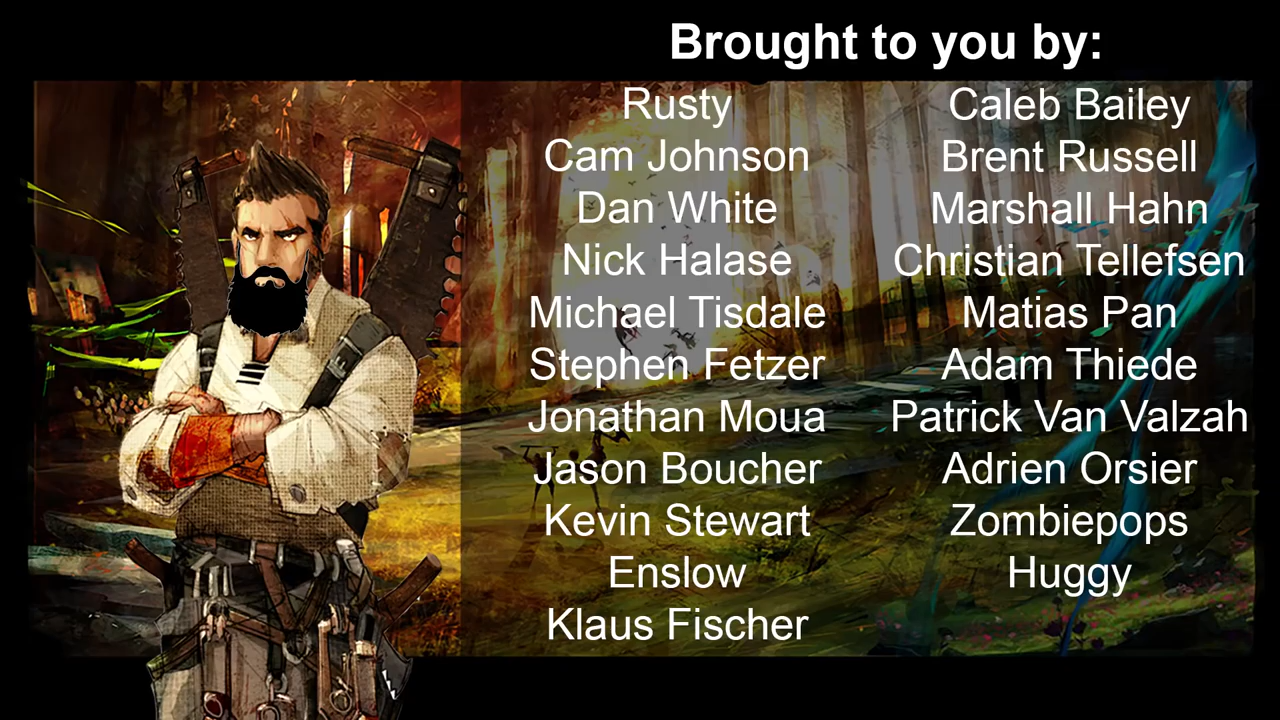 Brought to you by:
Rusty
Cam Johnson
Dan White
Nick Halase
Michael Tisdale
Stephen Fetzer
Jonathan Moua
Jason Boucher
Kevin Stewart
Enslow
Klaus Fischer
Caleb Bailey
Brent Russell
Marshall Hahn
Christian Tellefsen
Matias Pan
Adam Thiede
Patrick Van Valzah
Adrien Orsier
Zombiepops
Huggy